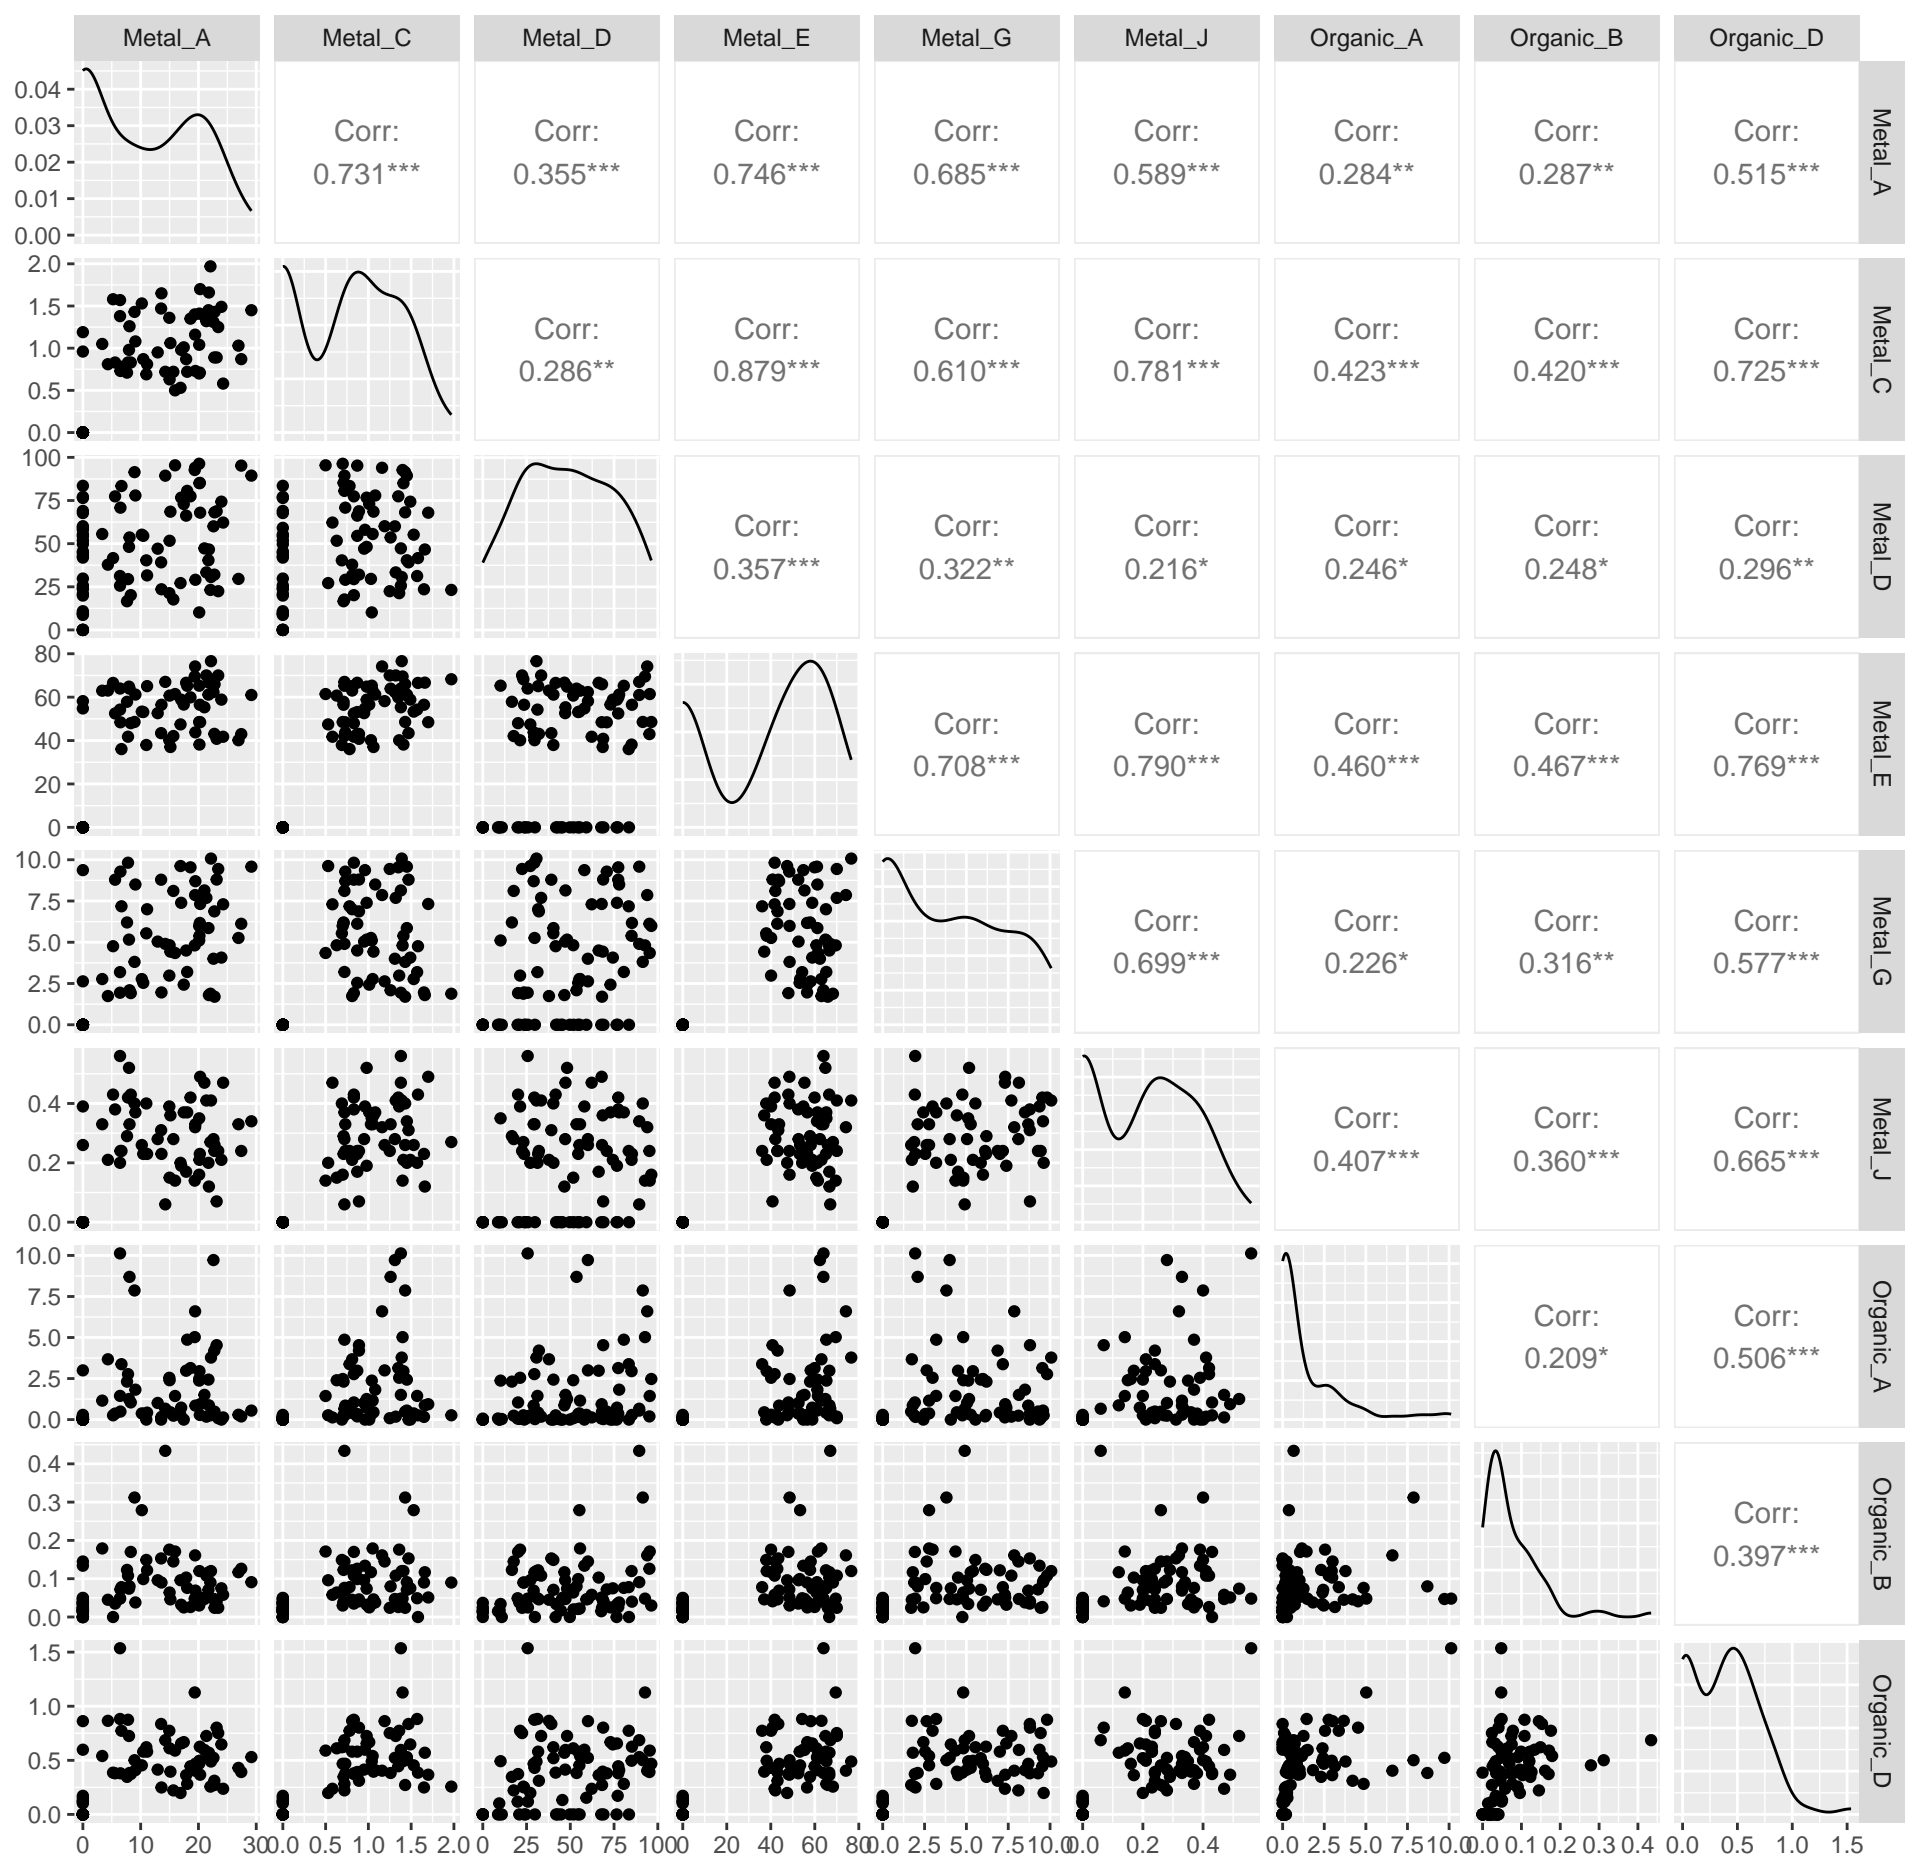 Metal_A Metal_C Metal_D Metal_E Metal_G Metal_J Organic_A Organic_B Organic_D
0.04
0.03
0.02
0.01
0.00
Corr: Corr: Corr: Corr: Corr: Corr: Corr: Corr:
0.731*** 0.355*** 0.746*** 0.685*** 0.589*** 0.284** 0.287** 0.515***
Metal_A
2.0
1.5
1.0
0.5
0.0
Corr: Corr: Corr: Corr: Corr: Corr: Corr:
0.286** 0.879*** 0.610*** 0.781*** 0.423*** 0.420*** 0.725***
Metal_C
100
75
50
25
0
Corr: Corr: Corr: Corr: Corr: Corr:
0.357*** 0.322** 0.216* 0.246* 0.248* 0.296**
Metal_D
80
60
40
20
0
Corr: Corr: Corr: Corr: Corr:
0.708*** 0.790*** 0.460*** 0.467*** 0.769***
Metal_E
10.0
7.5
5.0
2.5
0.0
Corr: Corr: Corr: Corr:
0.699*** 0.226* 0.316** 0.577***
Metal_G
0.4
0.2
0.0
Corr: Corr: Corr:
0.407*** 0.360*** 0.665***
Metal_J
10.0
7.5
5.0
2.5
0.0
Corr: Corr:
0.209* 0.506***
Organic_A
0.4
0.3
0.2
0.1
0.0
Corr:
0.397***
Organic_B
1.5
1.0
0.5
0.0
Organic_D
0 10 20 30 0.0 0.5 1.0 1.5 2.0 0 25 50 75 100 0 20 40 60 80 0.0 2.5 5.0 7.5 10.0 0.0 0.2 0.4 0.0 2.5 5.0 7.5 10.0 0.0 0.1 0.2 0.3 0.4 0.0 0.5 1.0 1.5